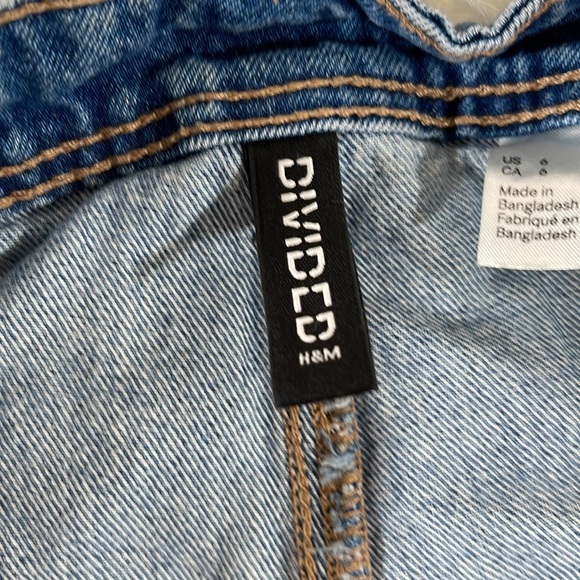 DIVIDED
H&M
US 6
CA 6
Made in
Bangladesh
Fabriqué en
Bangladesh